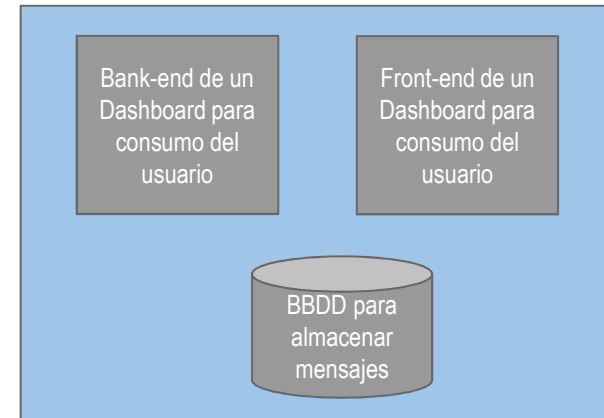 Bank-end de un
Dashboard para
consumo del
usuario
Front-end de un
Dashboard para
consumo del
usuario
BBDD para
almacenar
mensajes